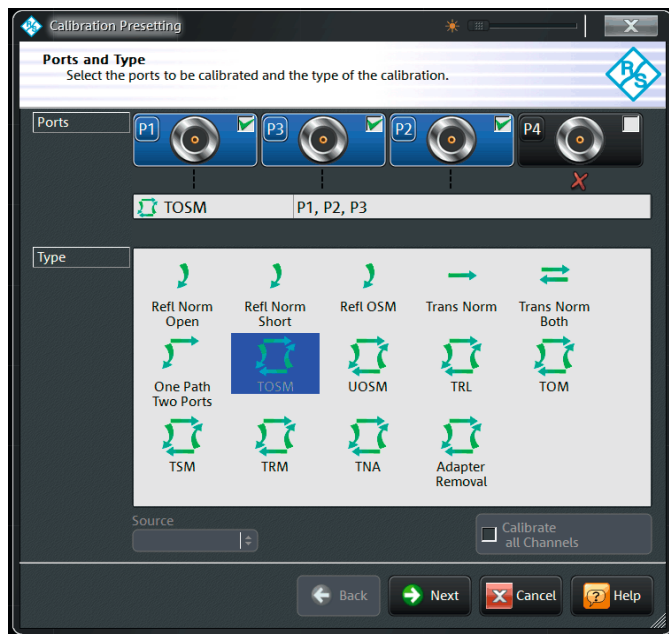 Calibration Presetting
X
Ports and Type
Select the ports to be calibrated and the type of the calibration.
R&S
Ports
P1 P3 P2 P4
TOSM P1, P2, P3
Type
Refl Norm Open
Refl Norm Short
Refl OSM
Trans Norm
Trans Norm Both
One Path Two Ports
TOSM
UOSM
TRL
TOM
TSM
TRM
TNA
Adapter Removal
Source
Calibrate
all Channels
Back Next Cancel Help